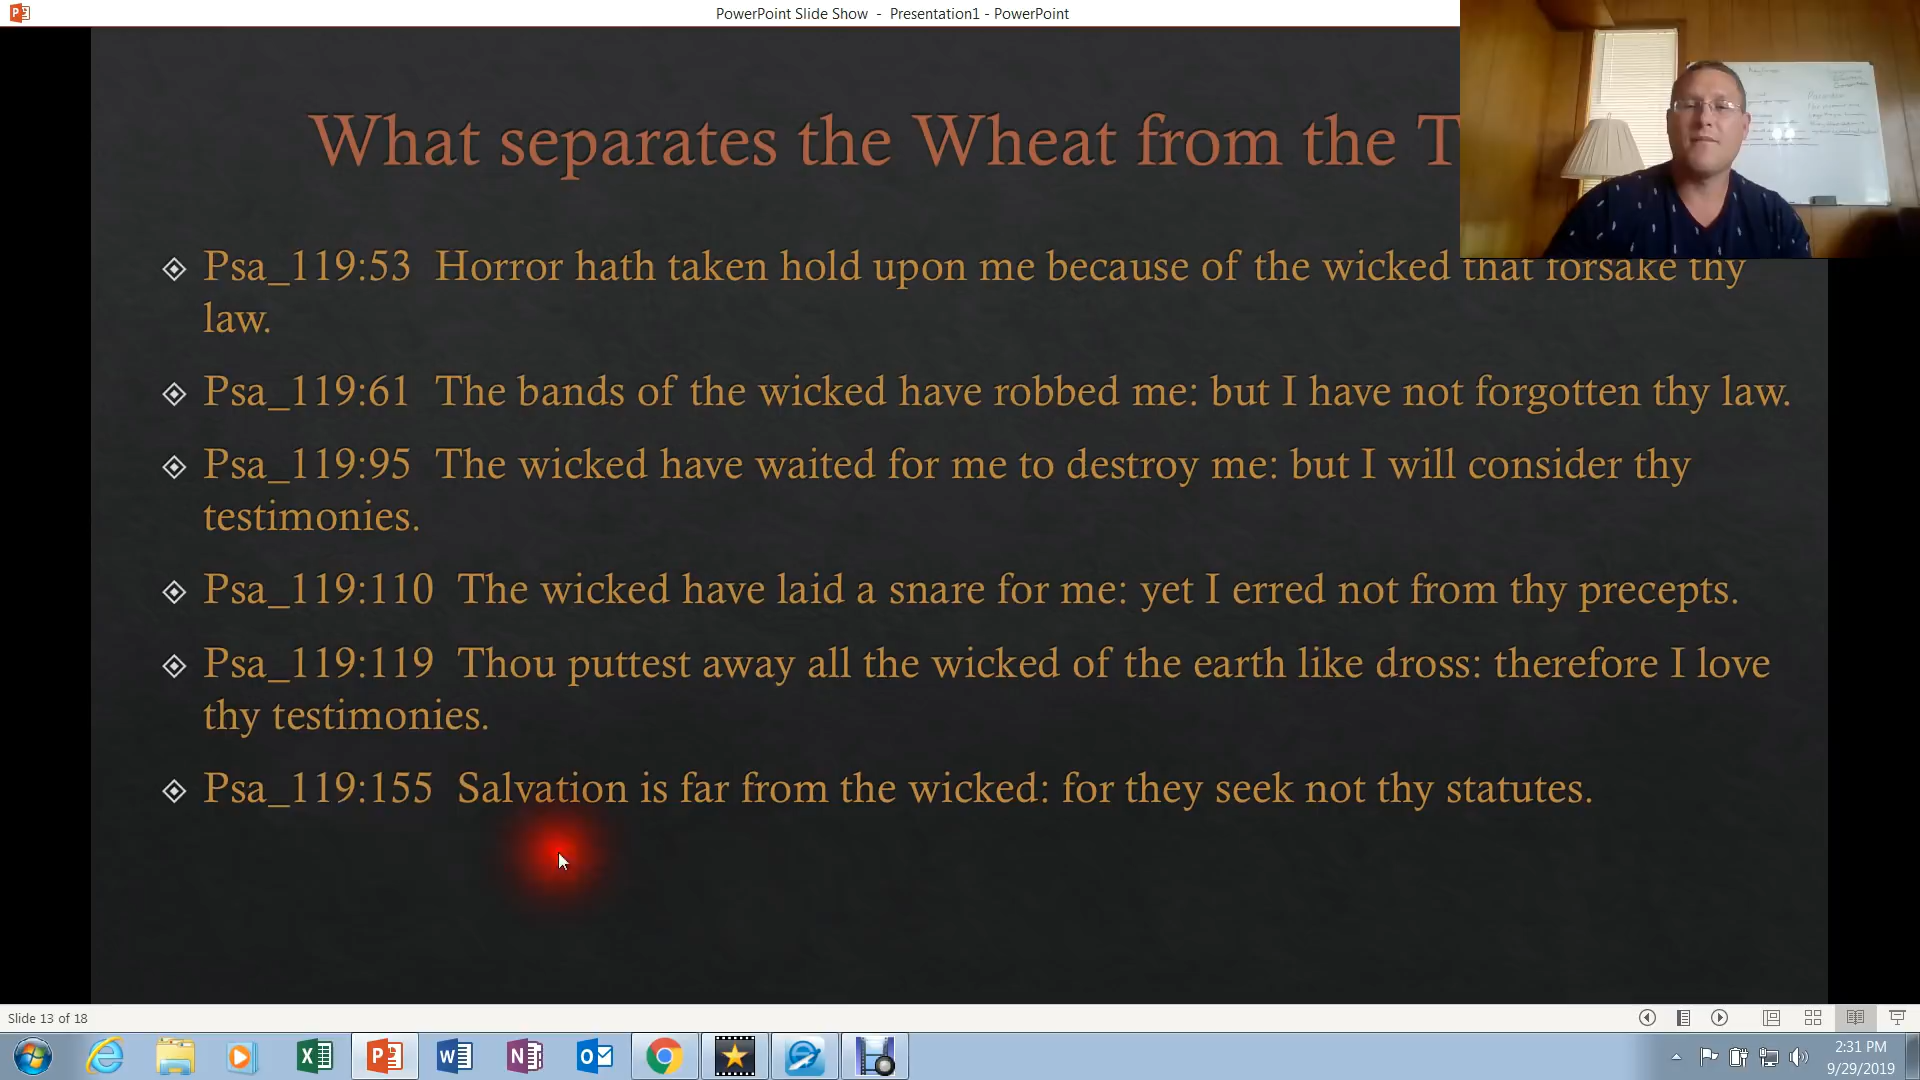 PowerPoint Slide Show - Presentation1 - PowerPoint
What separates the Wheat from the T
Psa_119:53 Horror hath taken hold upon me because of the wicked that forsake thy
law.
Psa_119:61 The bands of the wicked have robbed me: but I have not forgotten thy law.
Psa_119:95 The wicked have waited for me to destroy me: but I will consider thy
testimonies.
Psa_119:110 The wicked have laid a snare for me: yet I erred not from thy precepts.
Psa_119:119 Thou puttest away all the wicked of the earth like dross: therefore I love
thy testimonies.
Psa_119:155 Salvation is far from the wicked: for they seek not thy statutes.
Slide 13 of 18
2:31 PM
9/29/2019